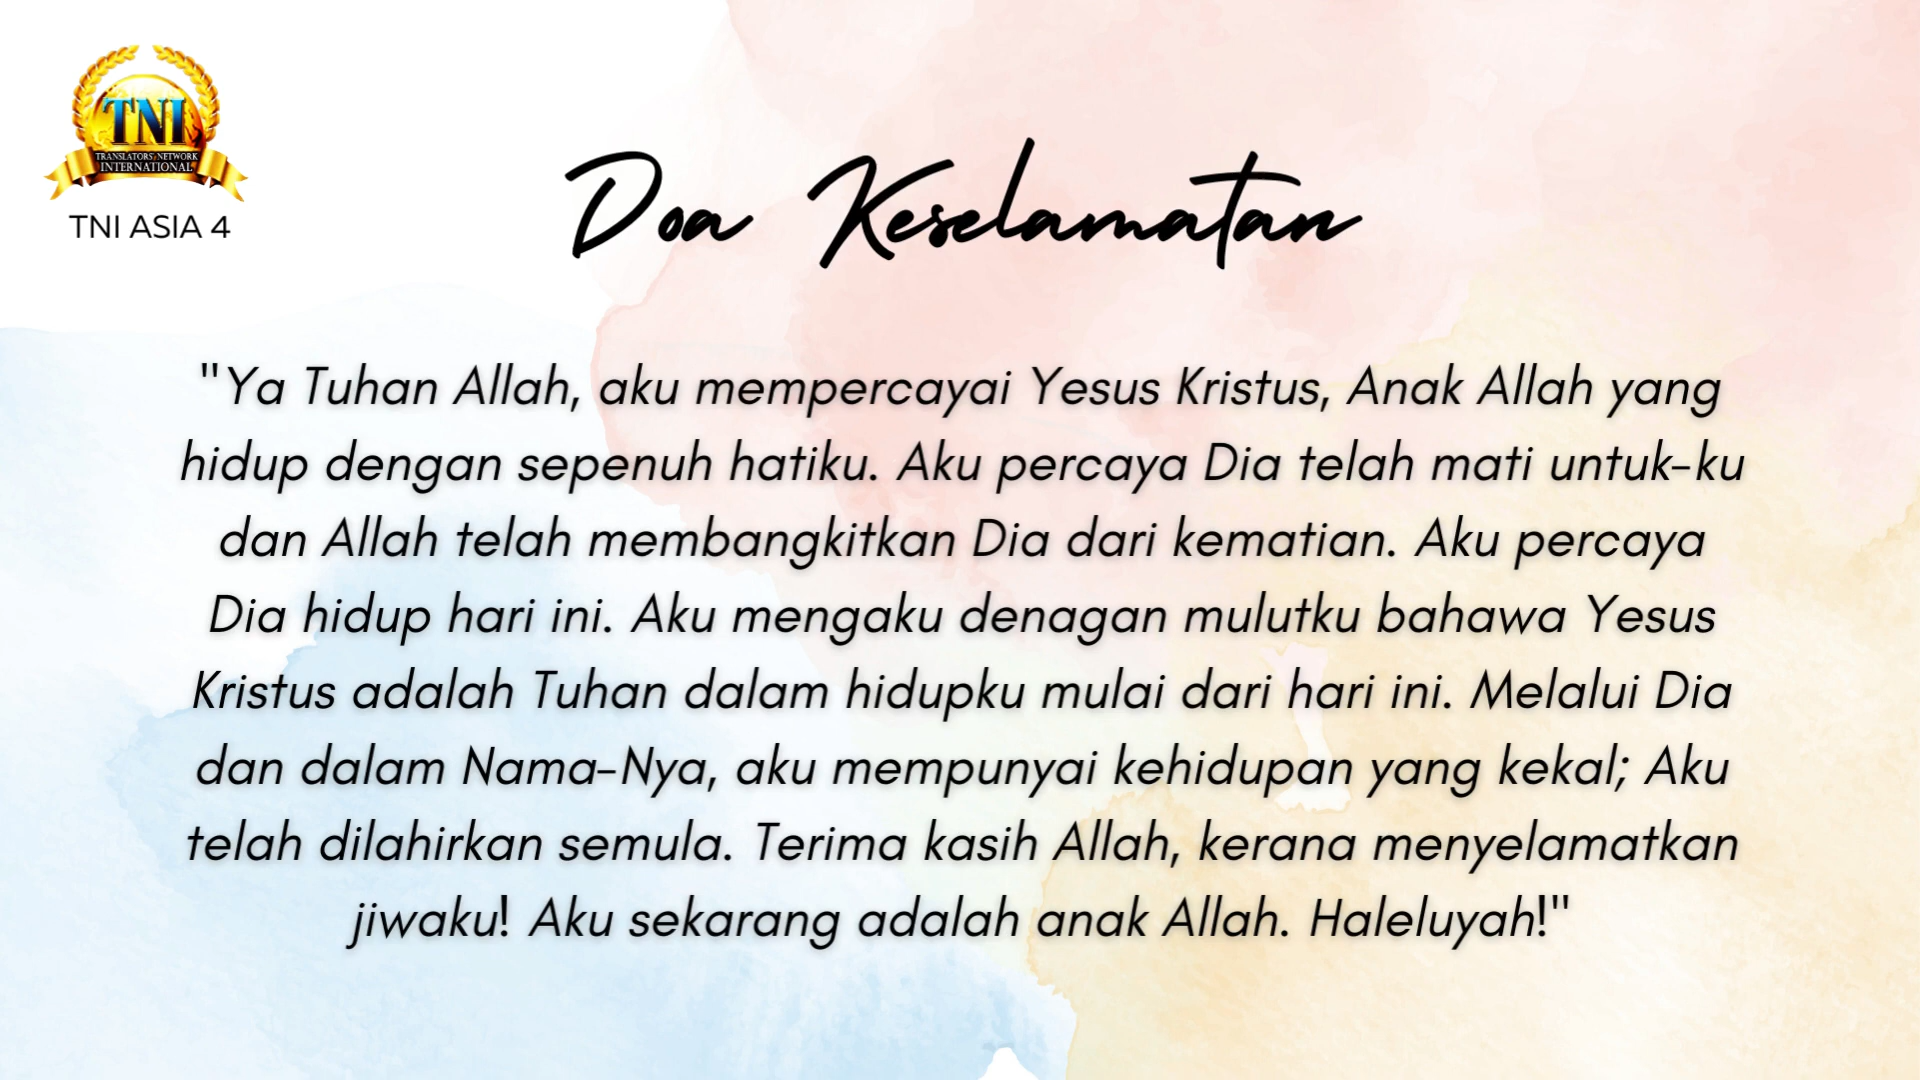 TNI
TRANSLATORS' NETWORK
INTERNATIONAL
TNI ASIA 4
Doa Keselamatan
"Ya Tuhan Allah, aku mempercayai Yesus Kristus, Anak Allah yang
hidup dengan sepenuh hatiku. Aku percaya Dia telah mati untuk-ku
dan Allah telah membangkitkan Dia dari kematian. Aku percaya
Dia hidup hari ini. Aku mengaku denagan mulutku bahawa Yesus
Kristus adalah Tuhan dalam hidupku mulai dari hari ini. Melalui Dia
dan dalam Nama-Nya, aku mempunyai kehidupan yang kekal; Aku
telah dilahirkan semula. Terima kasih Allah, kerana menyelamatkan
jiwaku! Aku sekarang adalah anak Allah. Haleluyah!"